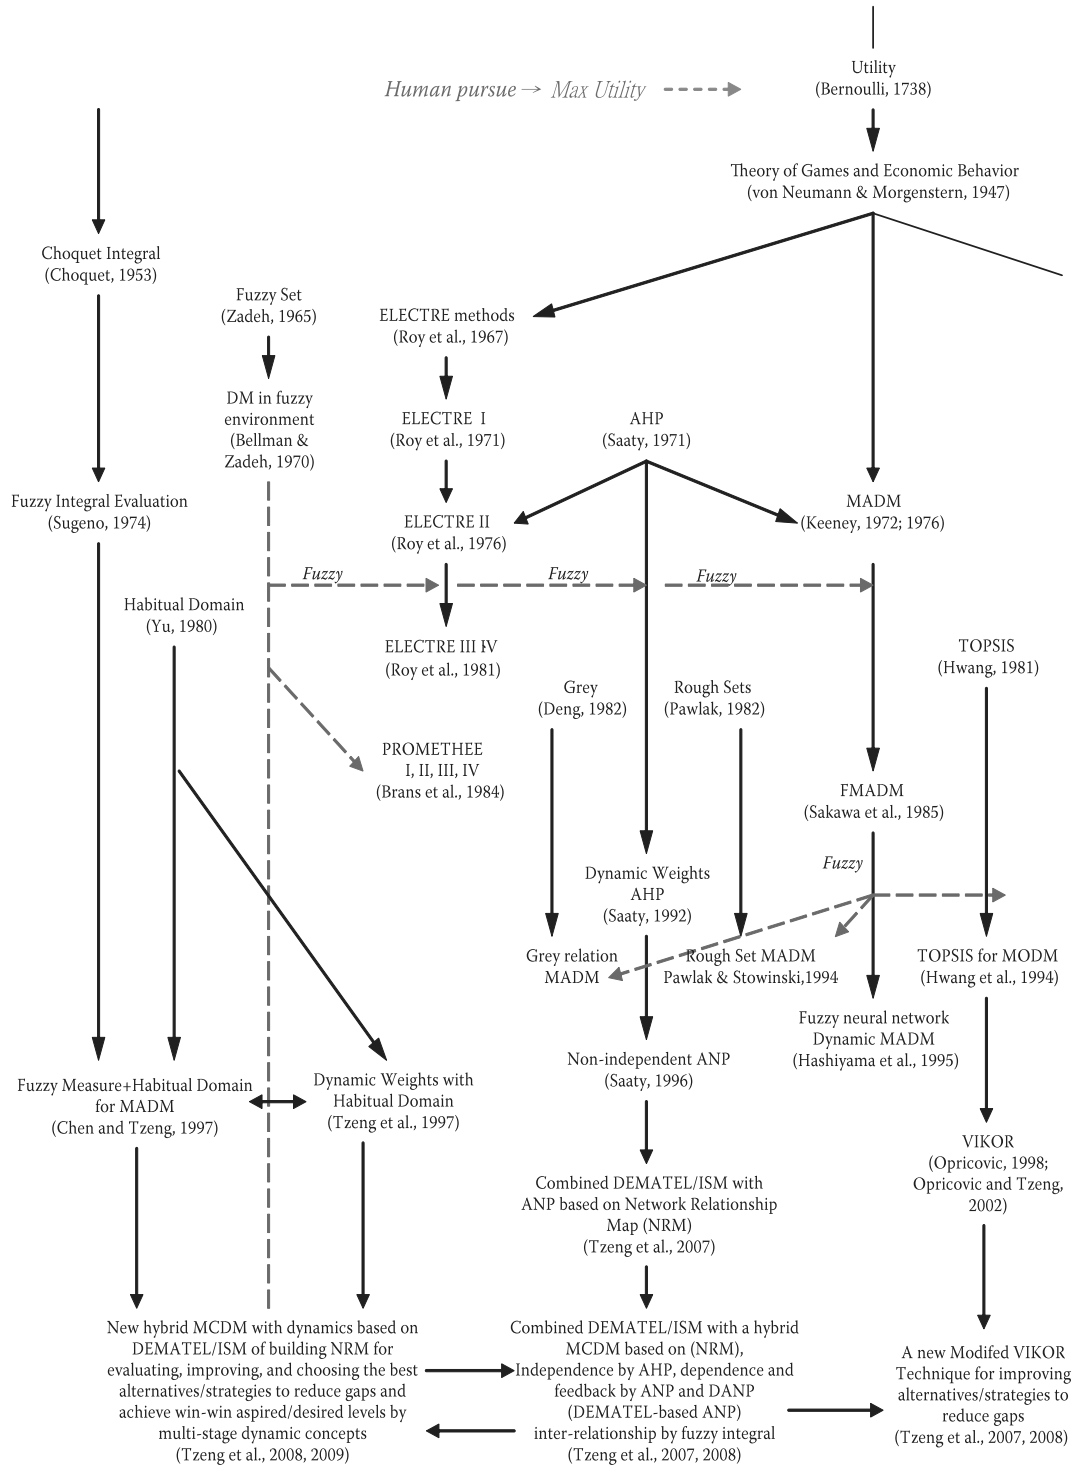 Utility
(Bernoulli, 1738)
Human pursue → Max Utility
Theory of Games and Economic Behavior
(von Neumann & Morgenstern, 1947)
Choquet Integral
(Choquet, 1953)
Fuzzy Set
(Zadeh, 1965)
ELECTRE methods
(Roy et al., 1967)
DM in fuzzy
environment
(Bellman &
Zadeh, 1970)
ELECTRE I
(Roy et al., 1971)
AHP
(Saaty, 1971)
Fuzzy Integral Evaluation
(Sugeno, 1974)
ELECTRE II
(Roy et al., 1976)
MADM
(Keeney, 1972; 1976)
Fuzzy
Fuzzy
Fuzzy
Habitual Domain
(Yu, 1980)
ELECTRE III IV
(Roy et al., 1981)
TOPSIS
(Hwang, 1981)
Grey
(Deng, 1982)
Rough Sets
(Pawlak, 1982)
PROMETHEE
I, II, III, IV
(Brans et al., 1984)
FMADM
(Sakawa et al., 1985)
Fuzzy
Dynamic Weights
AHP
(Saaty, 1992)
Grey relation
MADM
Rough Set MADM
Pawlak & Stowinski,1994
TOPSIS for MODM
(Hwang et al., 1994)
Fuzzy neural network
Dynamic MADM
(Hashiyama et al., 1995)
Non-independent ANP
(Saaty, 1996)
Fuzzy Measure+Habitual Domain
for MADM
(Chen and Tzeng, 1997)
Dynamic Weights with
Habitual Domain
(Tzeng et al., 1997)
VIKOR
(Opricovic, 1998;
Opricovic and Tzeng,
2002)
Combined DEMATEL/ISM with
ANP based on Network Relationship
Map (NRM)
(Tzeng et al., 2007)
New hybrid MCDM with dynamics based on
DEMATEL/ISM of building NRM for
evaluating, improving, and choosing the best
alternatives/strategies to reduce gaps and
achieve win-win aspired/desired levels by
multi-stage dynamic concepts
(Tzeng et al., 2008, 2009)
Combined DEMATEL/ISM with a hybrid
MCDM based on (NRM),
Independence by AHP, dependence and
feedback by ANP and DANP
(DEMATEL-based ANP)
inter-relationship by fuzzy integral
(Tzeng et al., 2007, 2008)
A new Modifed VIKOR
Technique for improving
alternatives/strategies to
reduce gaps
(Tzeng et al., 2007, 2008)